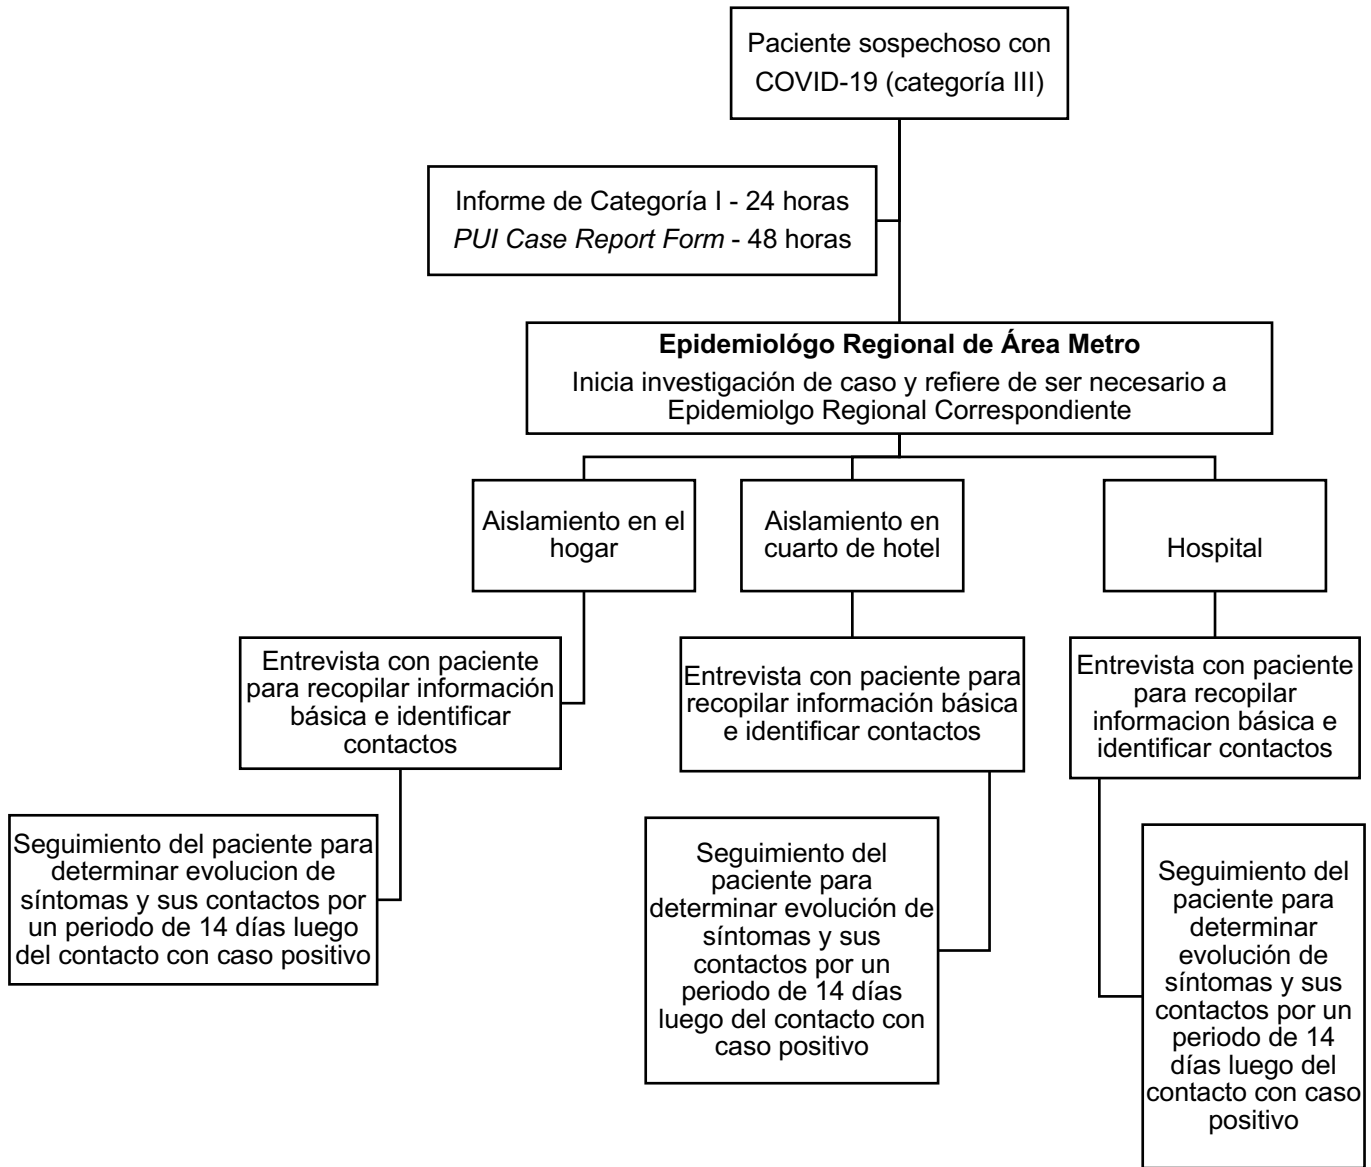 Paciente sospechoso con
COVID-19 (categoría III)
Informe de Categoría I - 24 horas
PUI Case Report Form - 48 horas
Epidemiológo Regional de Área Metro
Inicia investigación de caso y refiere de ser necesario a
Epidemiolgo Regional Correspondiente
Aislamiento en el
hogar
Aislamiento en
cuarto de hotel
Hospital
Entrevista con paciente
para recopilar información
básica e identificar
contactos
Entrevista con paciente para
recopilar información básica
e identificar contactos
Entrevista con paciente
para recopilar
informacion básica e
identificar contactos
Seguimiento del paciente para
determinar evolucion de
síntomas y sus contactos por
un periodo de 14 días luego
del contacto con caso positivo
Seguimiento del
paciente para
determinar evolución de
síntomas y sus
contactos por un
periodo de 14 días
luego del contacto con
caso positivo
Seguimiento del
paciente para
determinar
evolución de
síntomas y sus
contactos por un
periodo de 14
días luego del
contacto con caso
positivo